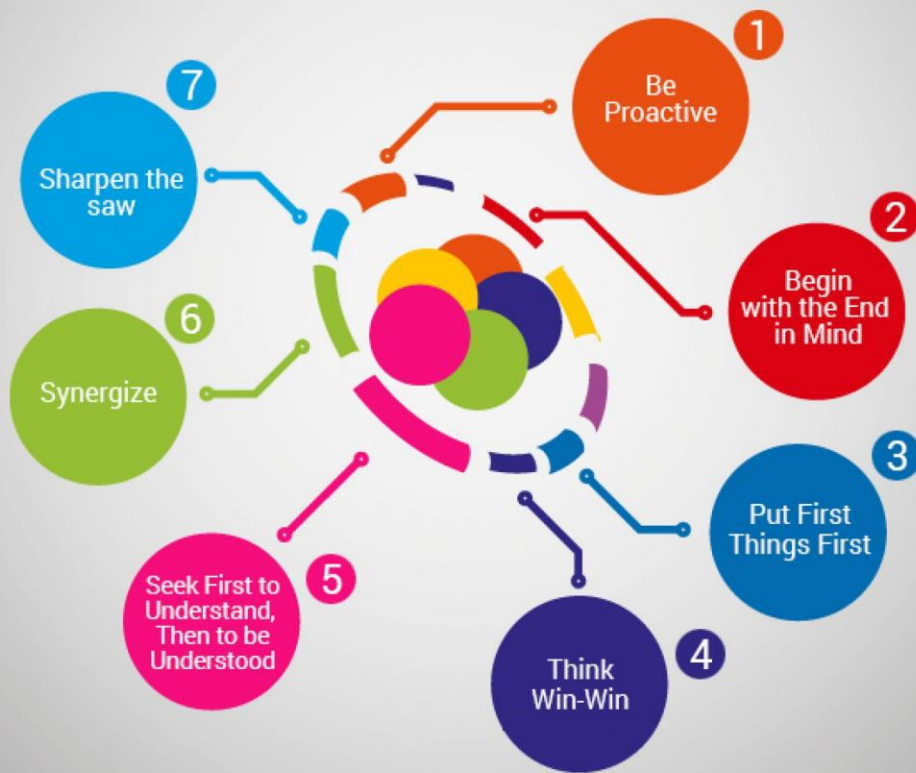 1
Be
Proactive
2
Begin
with the End
in Mind
3
Put First
Things First
4
Think
Win-Win
5
Seek First to
Understand,
Then to be
Understood
6
Synergize
7
Sharpen the
saw